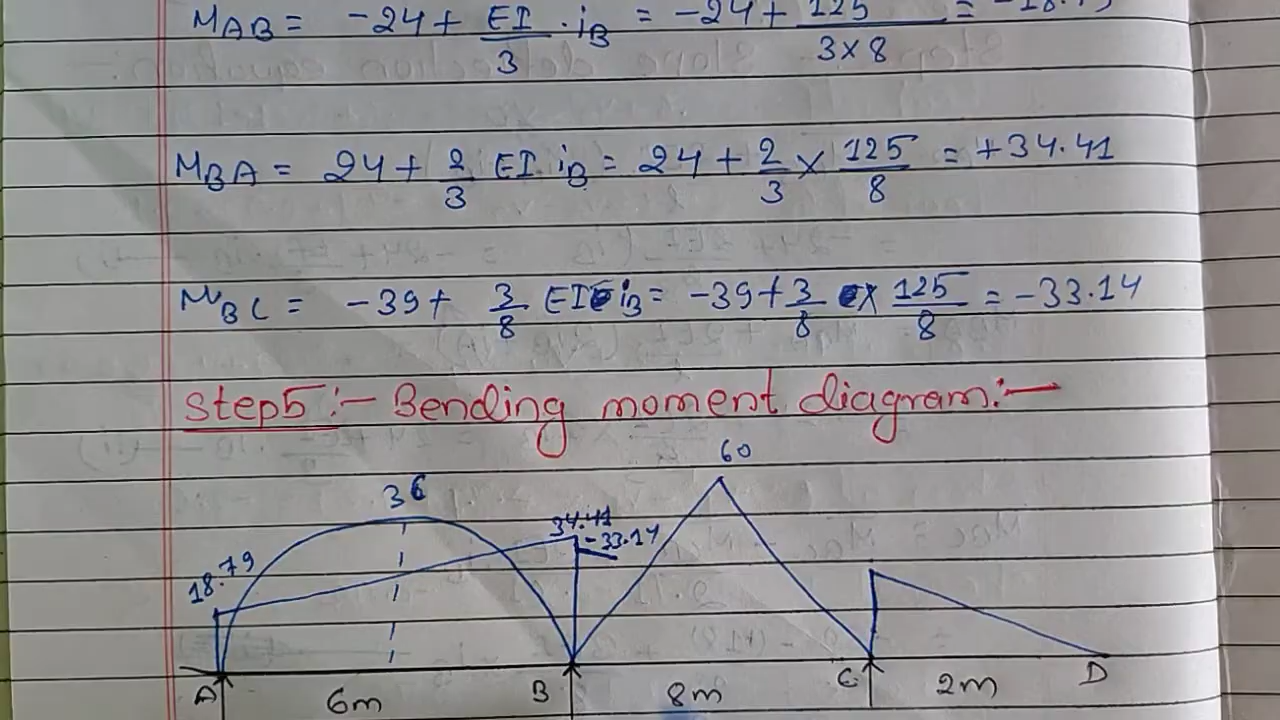 MAB = -24 + EI/3 . iB = -24 + 125/3×8 = -18.79
MBA = 24 + 2/3 EI iB = 24 + 2/3 × 125/8 = +34.41
MBC = -39 + 3/8 EI iB = -39 + 3/8 × 125/8 = -33.14
Step5:- Bending moment diagram:-
60
36
34.41
-33.14
18.79
A 6m B 8m C 2m D